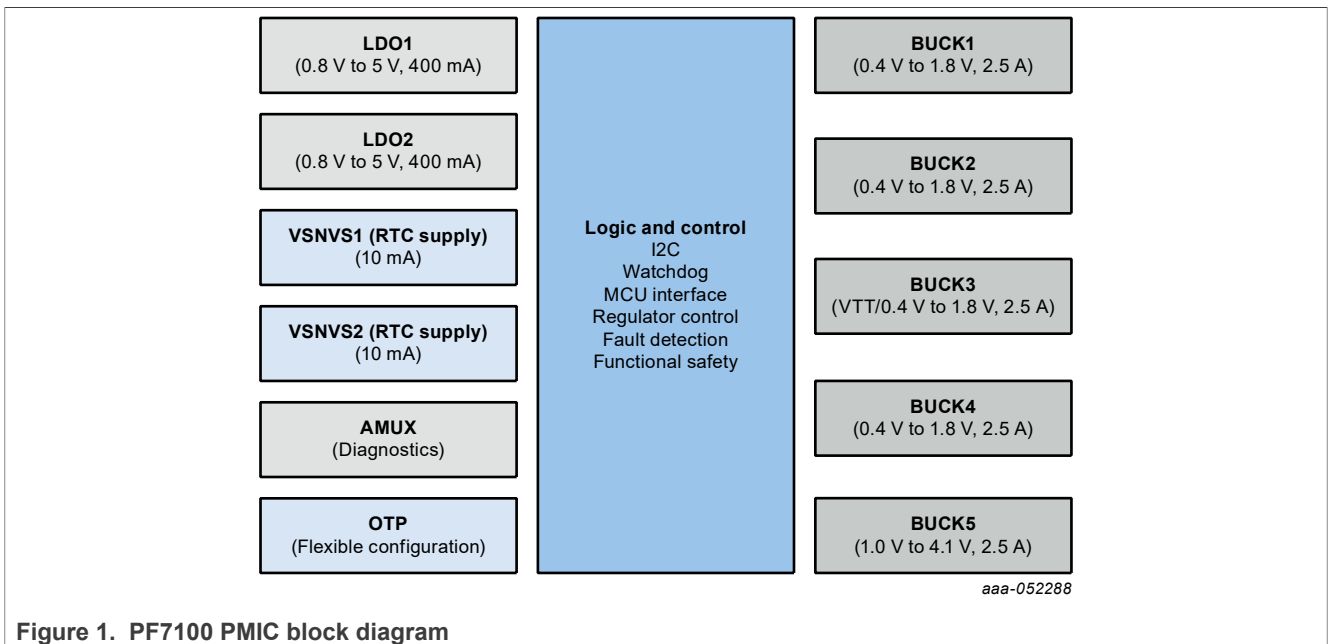 LDO1
(0.8 V to 5 V, 400 mA)
LDO2
(0.8 V to 5 V, 400 mA)
VSNVS1 (RTC supply)
(10 mA)
VSNVS2 (RTC supply)
(10 mA)
AMUX
(Diagnostics)
OTP
(Flexible configuration)
Logic and control
I2C
Watchdog
MCU interface
Regulator control
Fault detection
Functional safety
BUCK1
(0.4 V to 1.8 V, 2.5 A)
BUCK2
(0.4 V to 1.8 V, 2.5 A)
BUCK3
(VTT/0.4 V to 1.8 V, 2.5 A)
BUCK4
(0.4 V to 1.8 V, 2.5 A)
BUCK5
(1.0 V to 4.1 V, 2.5 A)
aaa-052288
Figure 1. PF7100 PMIC block diagram